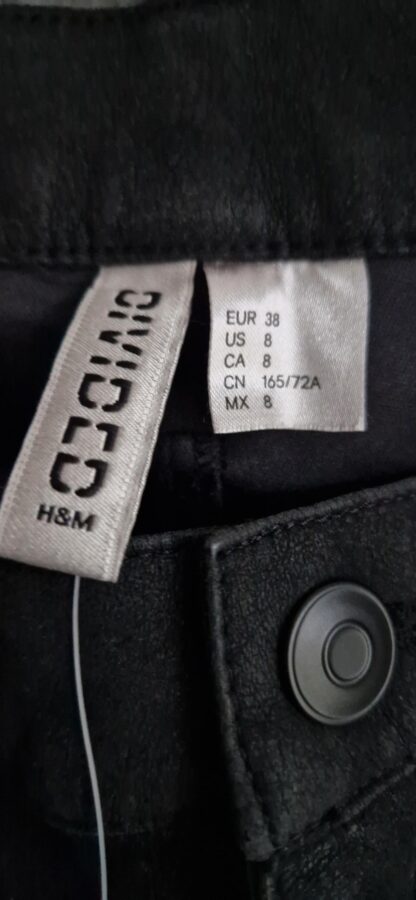 DIVIDED
H&M
EUR 38
US 8
CA 8
CN 165/72A
MX 8